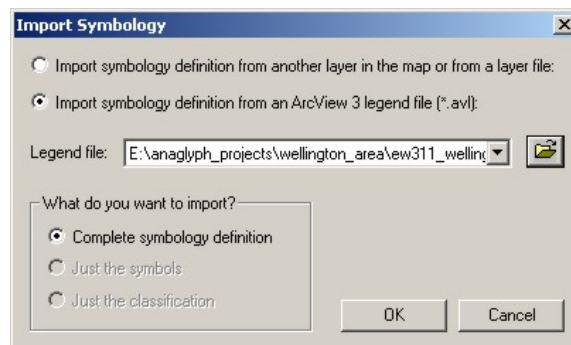 Import Symbology
Import symbology definition from another layer in the map or from a layer file:
Import symbology definition from an ArcView 3 legend file (*.avl):
Legend file: E:\anaglyph_projects\wellington_area\ew311_welling
What do you want to import?
Complete symbology definition
Just the symbols
Just the classification
OK Cancel